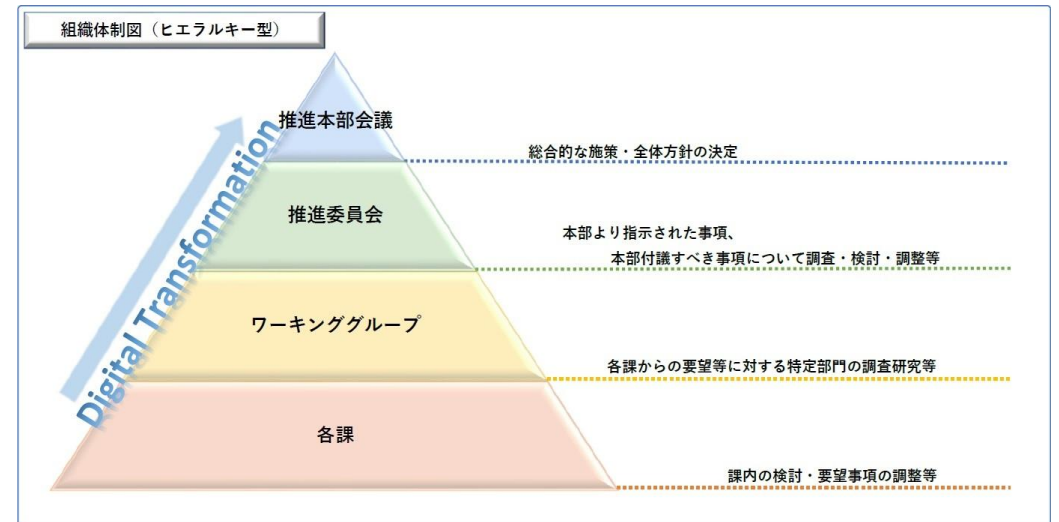 組織体制図（ヒエラルキー型）
推進本部会議
総合的な施策・全体方針の決定
Digital Transformation
推進委員会
本部より指示された事項、
本部付議すべき事項について調査・検討・調整等
ワーキンググループ
各課からの要望等に対する特定部門の調査研究等
各課
課内の検討・要望事項の調整等